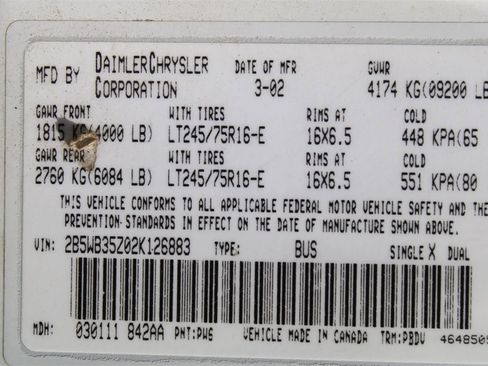 MFD BY DAIMLERCHRYSLER CORPORATION DATE OF MFR 3-02 GVWR 4174 KG(09200 LB
GAWR FRONT WITH TIRES RIMS AT COLD
1815 KG(4000 LB) LT245/75R16-E 16X6.5 448 KPA(65
GAWR REAR WITH TIRES RIMS AT COLD
2760 KG(6084 LB) LT245/75R16-E 16X6.5 551 KPA(80
THIS VEHICLE CONFORMS TO ALL APPLICABLE FEDERAL MOTOR VEHICLE SAFETY AND THE
PREVENTION STANDARDS IN EFFECT ON THE DATE OF MANUFACTURE SHOWN ABOVE.
VIN: 2B5WB35Z02K126883 TYPE: BUS SINGLE X DUAL
MDH: 030111 842AA PNT:PW6 VEHICLE MADE IN CANADA TRM:PBDV 4648505